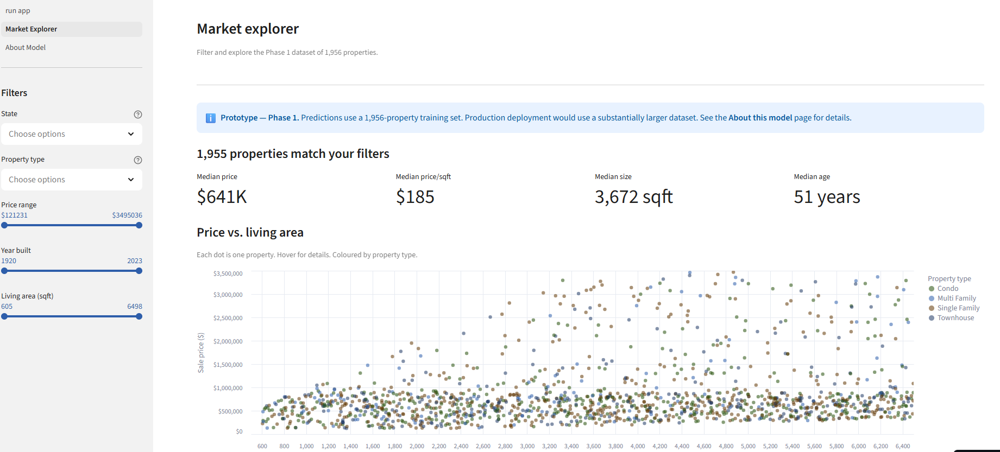 run app
Market Explorer
About Model
Filters
State
Choose options
Property type
Choose options
Price range
$121231 $3495036
Year built
1920 2023
Living area (sqft)
605 6498
Market explorer
Filter and explore the Phase 1 dataset of 1,956 properties.
Prototype — Phase 1. Predictions use a 1,956-property training set. Production deployment would use a substantially larger dataset. See the About this model page for details.
1,955 properties match your filters
Median price Median price/sqft Median size Median age
$641K $185 3,672 sqft 51 years
Price vs. living area
Each dot is one property. Hover for details. Coloured by property type.
Sale price ($)
$3,500,000
$3,000,000
$2,500,000
$2,000,000
$1,500,000
$1,000,000
$500,000
$0
600 800 1,000 1,200 1,400 1,600 1,800 2,000 2,200 2,400 2,600 2,800 3,000 3,200 3,400 3,600 3,800 4,000 4,200 4,400 4,600 4,800 5,000 5,200 5,400 5,600 5,800 6,000 6,200 6,400
Property type
Condo
Multi Family
Single Family
Townhouse